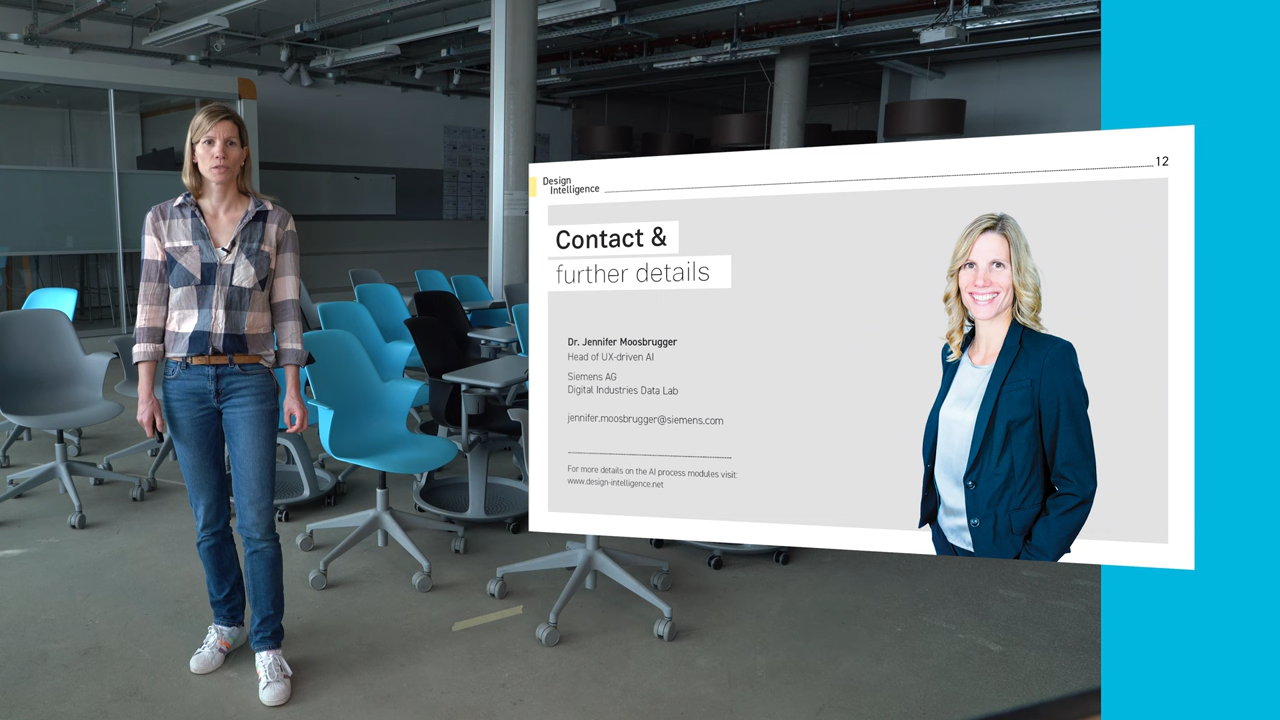 Design
Intelligence
12
Contact &
further details
Dr. Jennifer Moosbrugger
Head of UX-driven AI
Siemens AG
Digital Industries Data Lab
jennifer.moosbrugger@siemens.com
For more details on the AI process modules visit:
www.design-intelligence.net